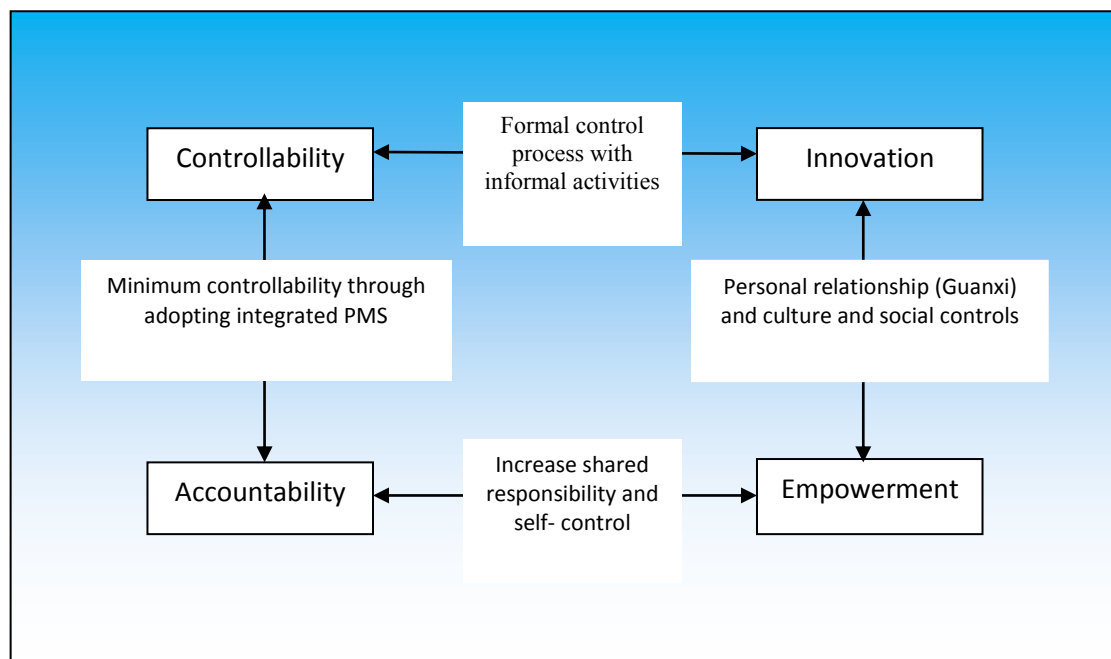 Controllability
Formal control
process with
informal activities
Innovation
Minimum controllability through
adopting integrated PMS
Personal relationship (Guanxi)
and culture and social controls
Accountability
Increase shared
responsibility and
self- control
Empowerment